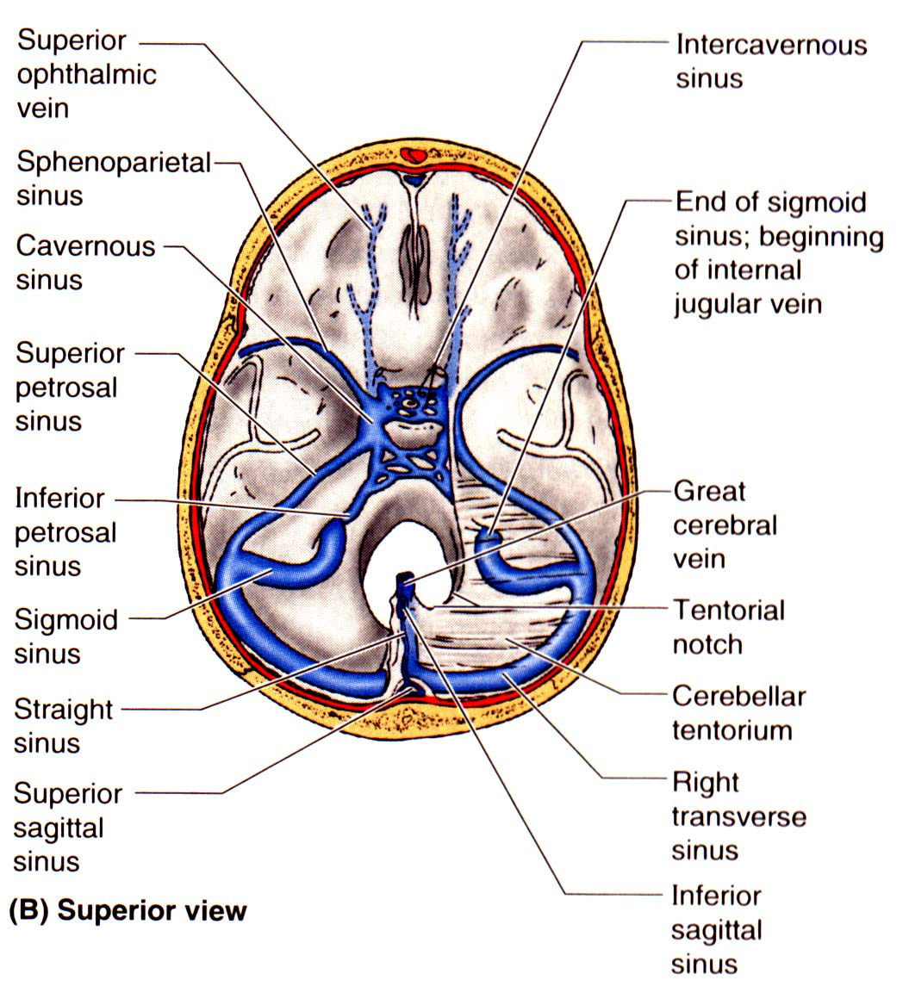 Superior
ophthalmic
vein
Sphenoparietal
sinus
Cavernous
sinus
Superior
petrosal
sinus
Inferior
petrosal
sinus
Sigmoid
sinus
Straight
sinus
Superior
sagittal
sinus
(B) Superior view
Intercavernous
sinus
End of sigmoid
sinus; beginning
of internal
jugular vein
Great
cerebral
vein
Tentorial
notch
Cerebellar
tentorium
Right
transverse
sinus
Inferior
sagittal
sinus